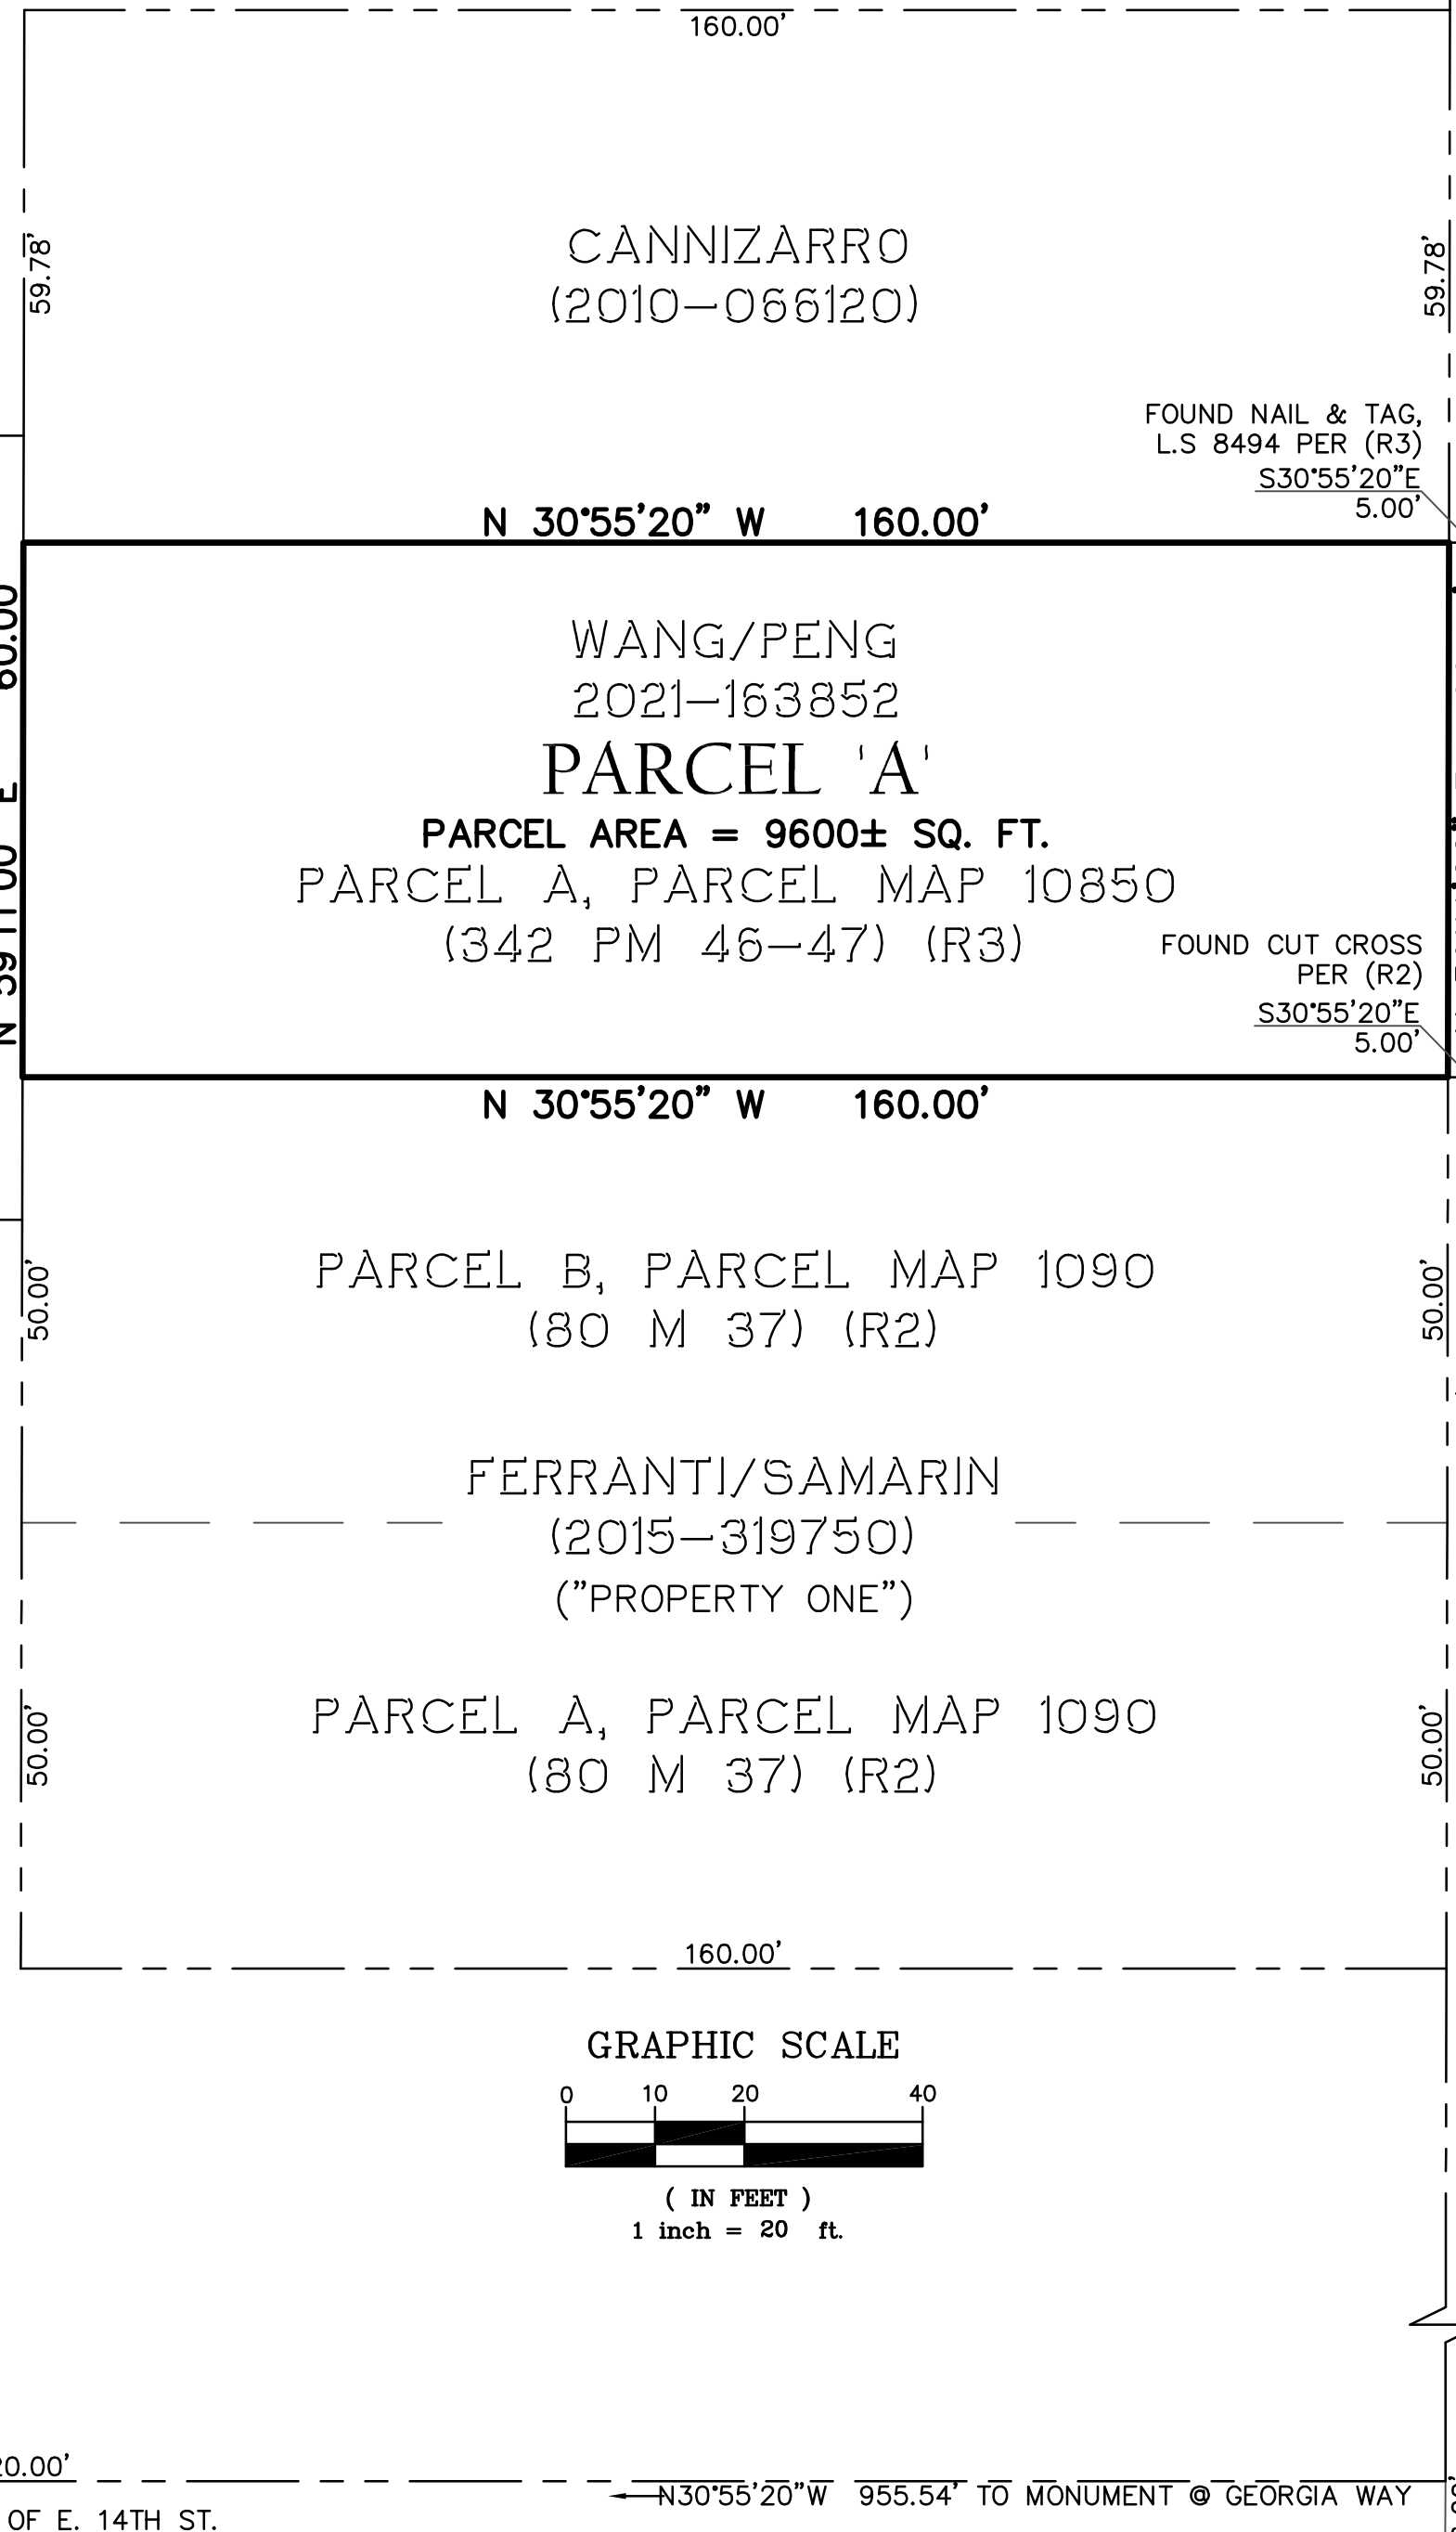 160.00'
59.78'
59.78'
CANNIZARRO
(2010-066120)
FOUND NAIL & TAG,
L.S 8494 PER (R3)
S30°55'20"E
5.00'
N 30°55'20" W 160.00'
60.00
WANG/PENG
2021-163852
PARCEL 'A'
PARCEL AREA = 9600± SQ. FT.
PARCEL A, PARCEL MAP 10850
(342 PM 46-47) (R3)
FOUND CUT CROSS
PER (R2)
S30°55'20"E
5.00'
N 30°55'20" W 160.00'
50.00'
50.00'
PARCEL B, PARCEL MAP 1090
(80 M 37) (R2)
FERRANTI/SAMARIN
(2015-319750)
("PROPERTY ONE")
50.00'
50.00'
PARCEL A, PARCEL MAP 1090
(80 M 37) (R2)
160.00'
GRAPHIC SCALE
0 10 20 40
( IN FEET )
1 inch = 20 ft.
20.00'
N30°55'20"W 955.54' TO MONUMENT @ GEORGIA WAY
OF E. 14TH ST.